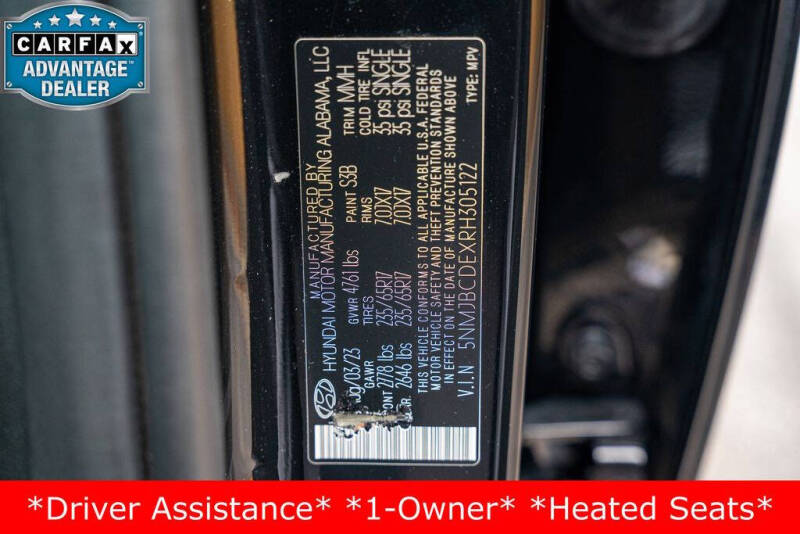 CARFAX
ADVANTAGE
DEALER
MANUFACTURED BY
HYUNDAI MOTOR MANUFACTURING ALABAMA, LLC
/03/23 GVWR 4761 lbs PAINT S3B TRIM MMH
GAWR TIRES RIMS COLD TIRE INFL
2778 lbs 235/65R17 7.0JX17 35 psi SINGLE
2646 lbs 235/65R17 7.0JX17 35 psi SINGLE
THIS VEHICLE CONFORMS TO ALL APPLICABLE U.S.A. FEDERAL
MOTOR VEHICLE SAFETY AND THEFT PREVENTION STANDARDS
IN EFFECT ON THE DATE OF MANUFACTURE SHOWN ABOVE
V.I.N 5NMJBCDEXRH305122 TYPE: MPV
*Driver Assistance* *1-Owner* *Heated Seats*